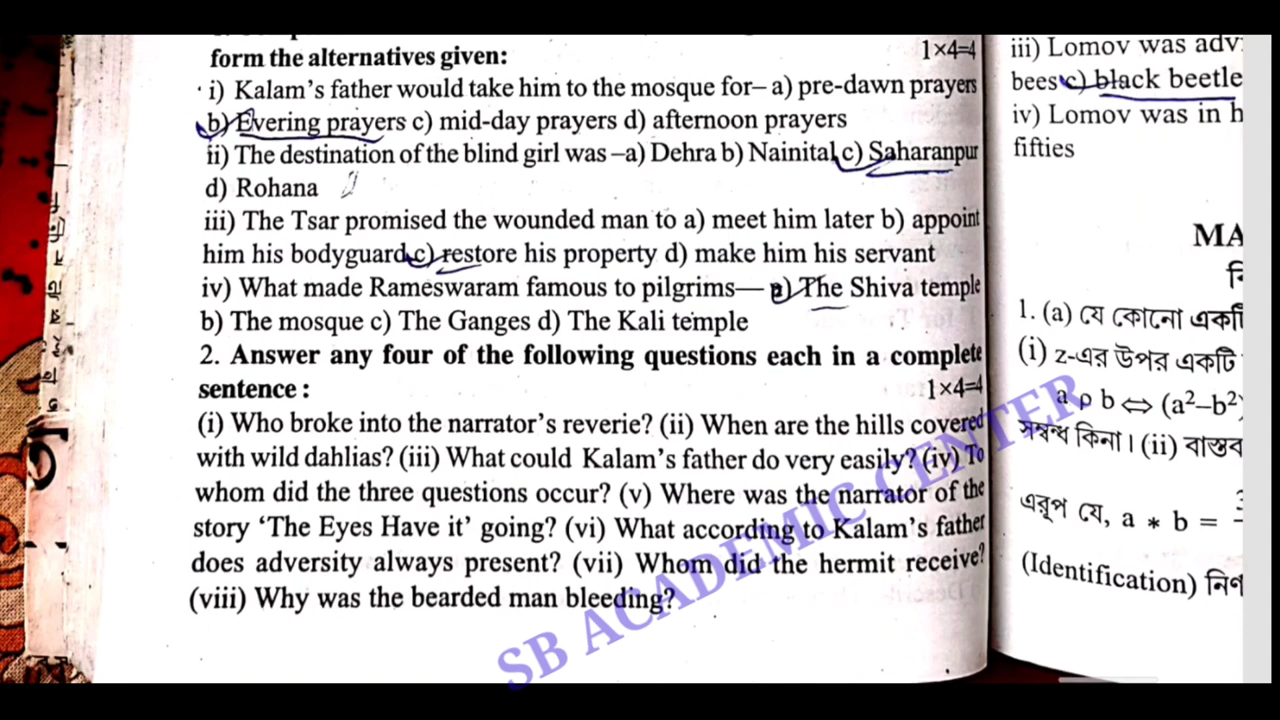 form the alternatives given: 1×4=4
i) Kalam's father would take him to the mosque for– a) pre-dawn prayers
b) Evering prayers c) mid-day prayers d) afternoon prayers
ii) The destination of the blind girl was –a) Dehra b) Nainital c) Saharanpur
d) Rohana
iii) The Tsar promised the wounded man to a) meet him later b) appoint
him his bodyguard c) restore his property d) make him his servant
iv) What made Rameswaram famous to pilgrims— a) The Shiva temple
b) The mosque c) The Ganges d) The Kali temple
2. Answer any four of the following questions each in a complete
sentence : 1×4=4
(i) Who broke into the narrator's reverie? (ii) When are the hills covered
with wild dahlias? (iii) What could Kalam's father do very easily? (iv) To
whom did the three questions occur? (v) Where was the narrator of the
story 'The Eyes Have it' going? (vi) What according to Kalam's father
does adversity always present? (vii) Whom did the hermit receive?
(viii) Why was the bearded man bleeding?
SB ACADEMIC CENTER
iii) Lomov was adv
bees c) black beetle
iv) Lomov was in h
fifties
MA
নি
1. (a) যে কোনো একটি
(i) z-এর উপর একটি
a ρ b ⇔ (a²–b²)
সম্বন্ধ কিনা। (ii) বাস্তব
এরূপ যে, a * b =
(Identification) নির্ণ